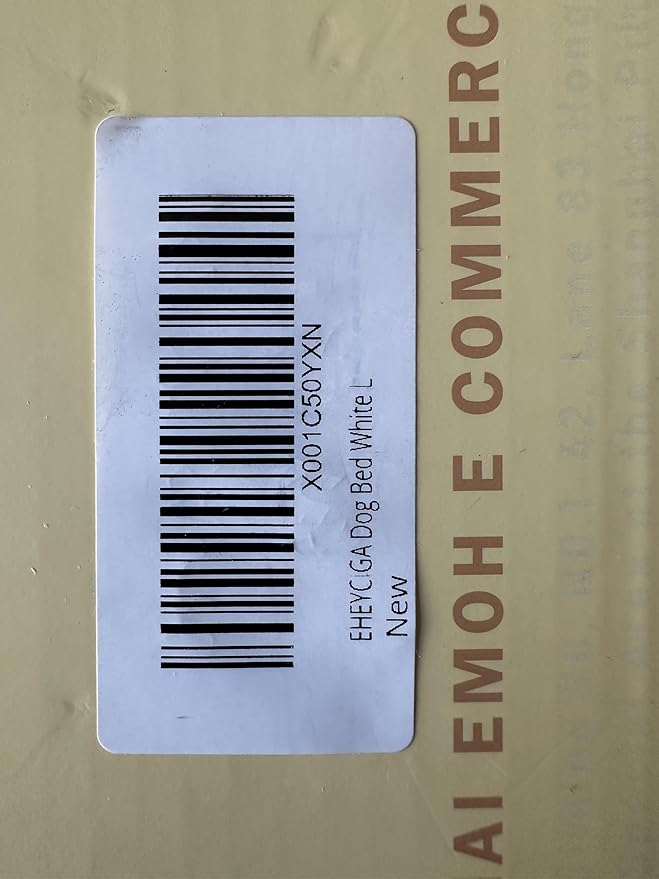 X001C50YXN
EHEYCIGA Dog Bed White L
New
AI EMOH E COMMERC